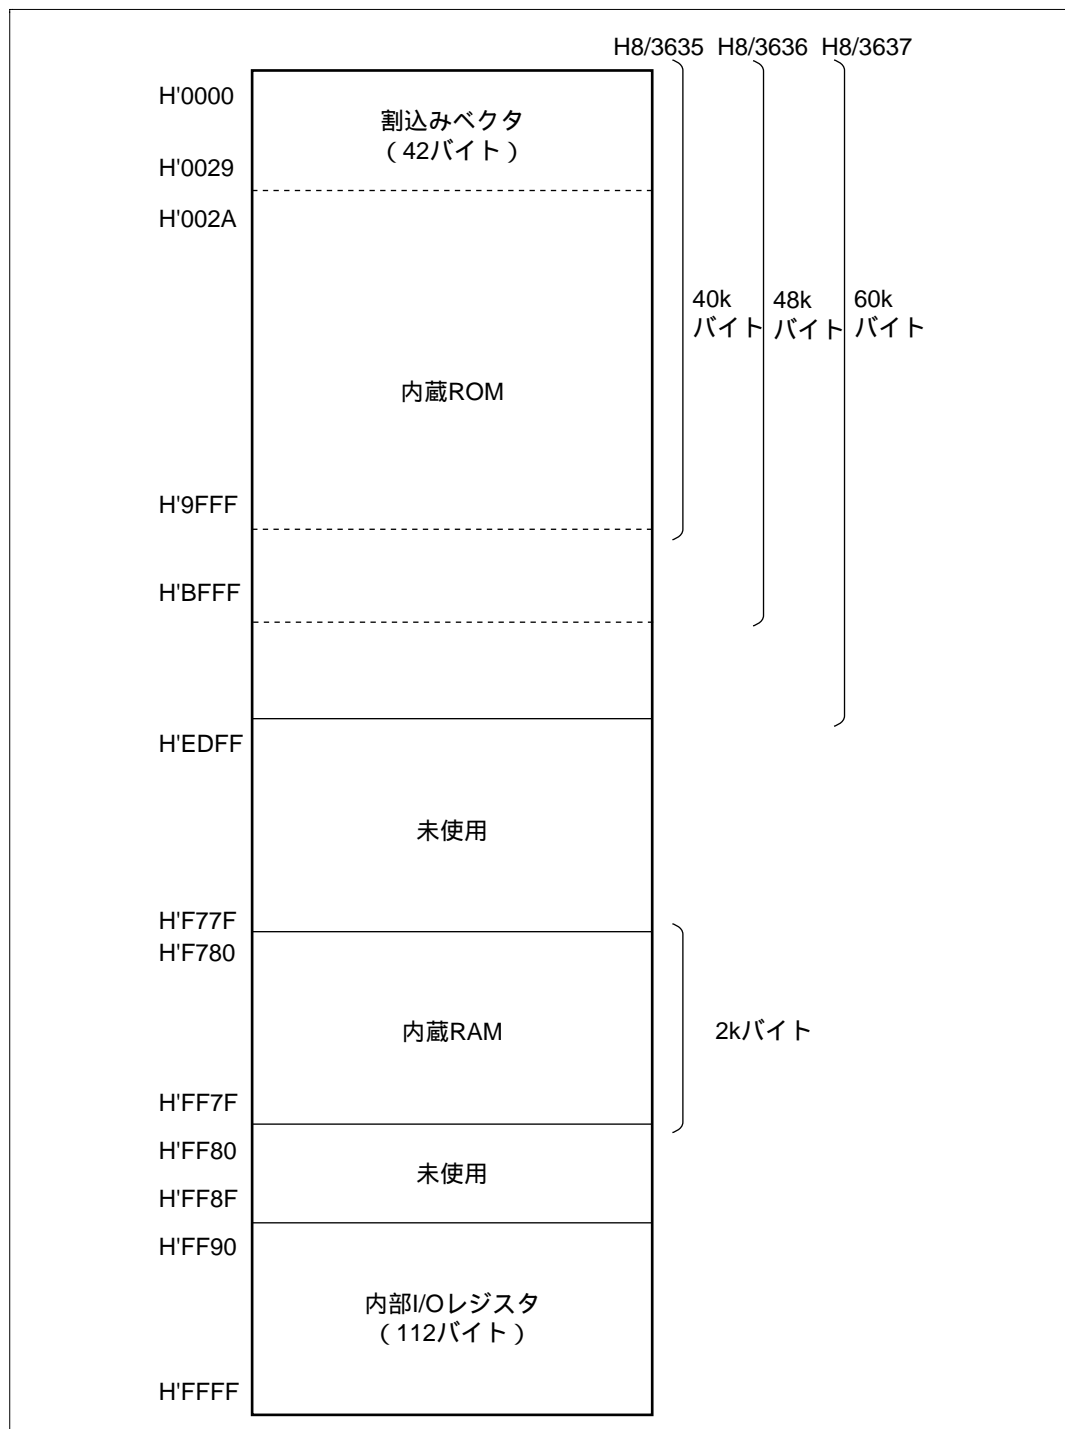 H8/3635 H8/3636 H8/3637
H'0000
割込みベクタ
(42バイト)
H'0029
H'002A
40k
バイト
48k
バイト
60k
バイト
内蔵ROM
H'9FFF
H'BFFF
H'EDFF
未使用
H'F77F
H'F780
内蔵RAM
2kバイト
H'FF7F
H'FF80
未使用
H'FF8F
H'FF90
内部I/Oレジスタ
(112バイト)
H'FFFF